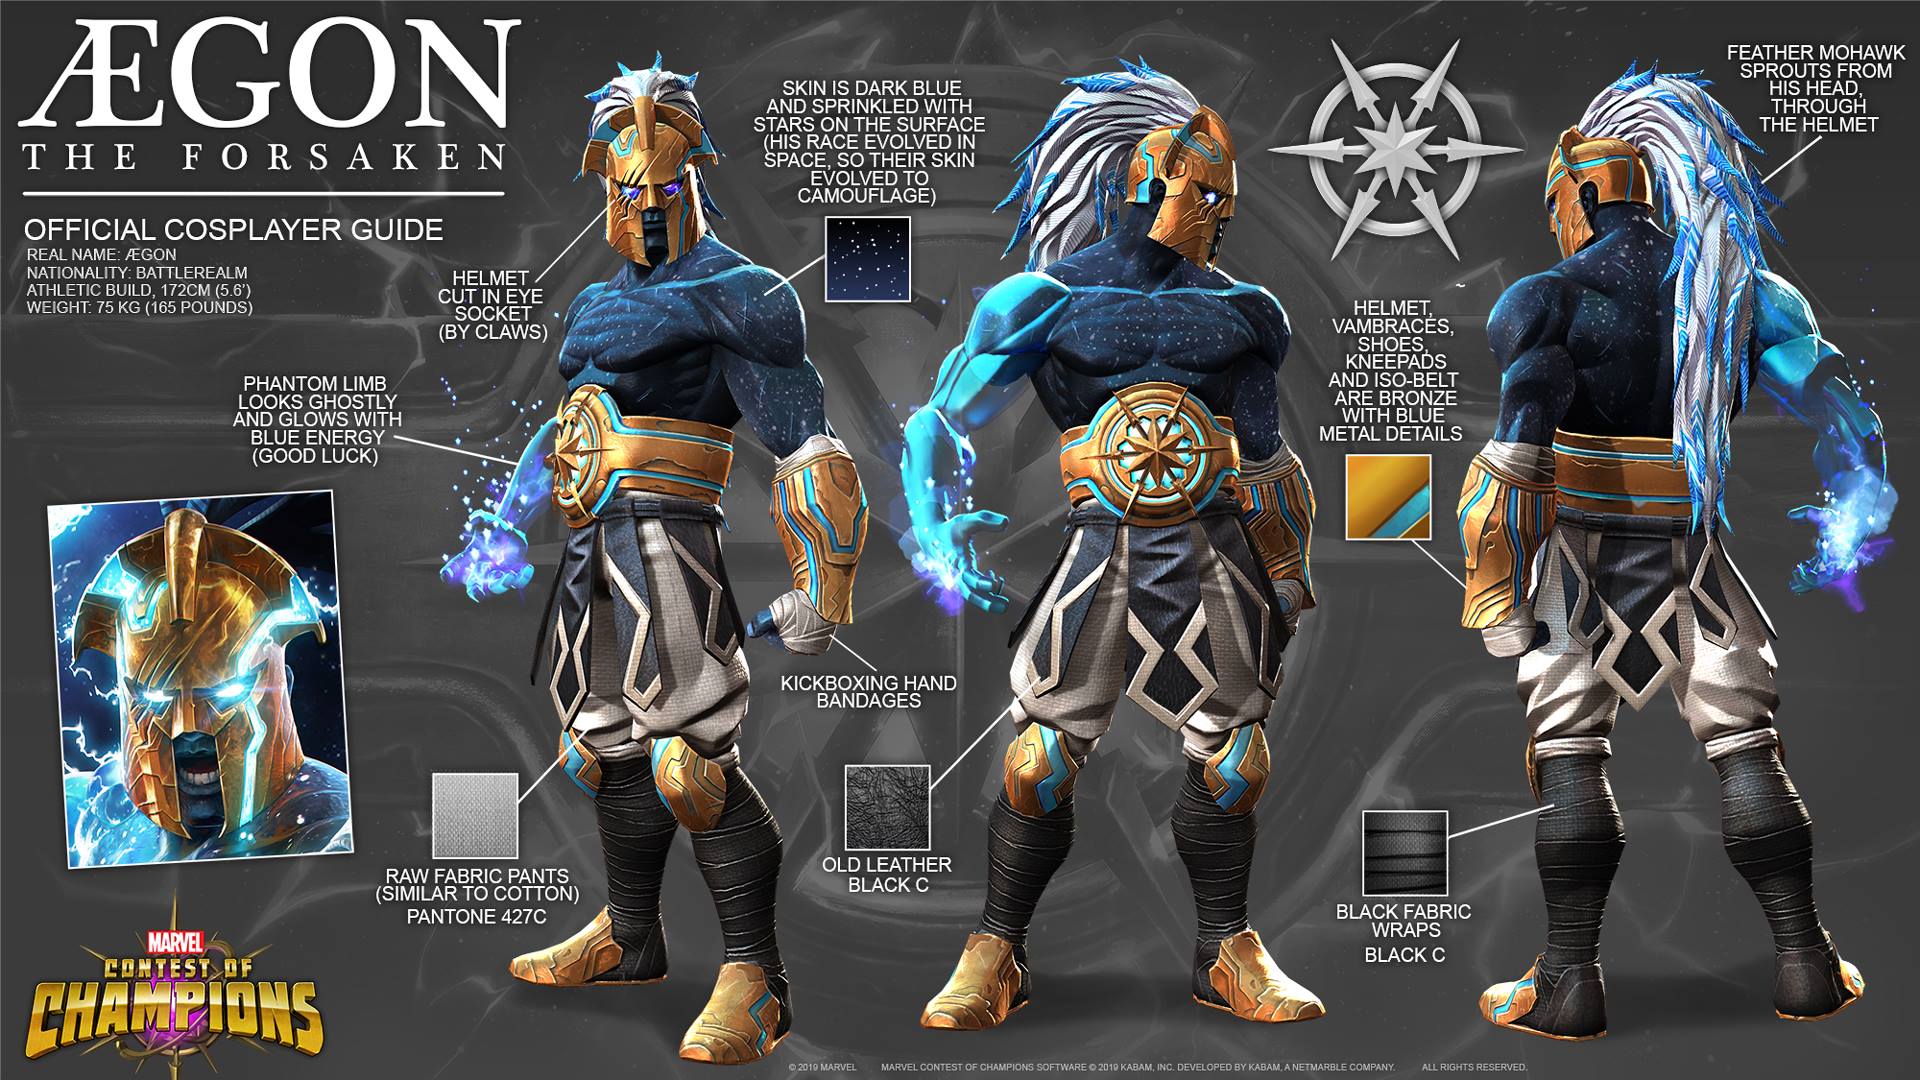 ÆGON
THE FORSAKEN
OFFICIAL COSPLAYER GUIDE
REAL NAME: ÆGON
NATIONALITY: BATTLEREALM
ATHLETIC BUILD, 172CM (5.6')
WEIGHT: 75 KG (165 POUNDS)
HELMET
CUT IN EYE
SOCKET
(BY CLAWS)
PHANTOM LIMB
LOOKS GHOSTLY
AND GLOWS WITH
BLUE ENERGY
(GOOD LUCK)
SKIN IS DARK BLUE
AND SPRINKLED WITH
STARS ON THE SURFACE
(HIS RACE EVOLVED IN
SPACE, SO THEIR SKIN
EVOLVED TO
CAMOUFLAGE)
FEATHER MOHAWK
SPROUTS FROM
HIS HEAD,
THROUGH
THE HELMET
HELMET,
VAMBRACES,
SHOES,
KNEEPADS
AND ISO-BELT
ARE BRONZE
WITH BLUE
METAL DETAILS
KICKBOXING HAND
BANDAGES
RAW FABRIC PANTS
(SIMILAR TO COTTON)
PANTONE 427C
OLD LEATHER
BLACK C
BLACK FABRIC
WRAPS
BLACK C
MARVEL
CONTEST OF
CHAMPIONS
© 2019 MARVEL MARVEL CONTEST OF CHAMPIONS SOFTWARE © 2019 KABAM, INC. DEVELOPED BY KABAM, A NETMARBLE COMPANY. ALL RIGHTS RESERVED.